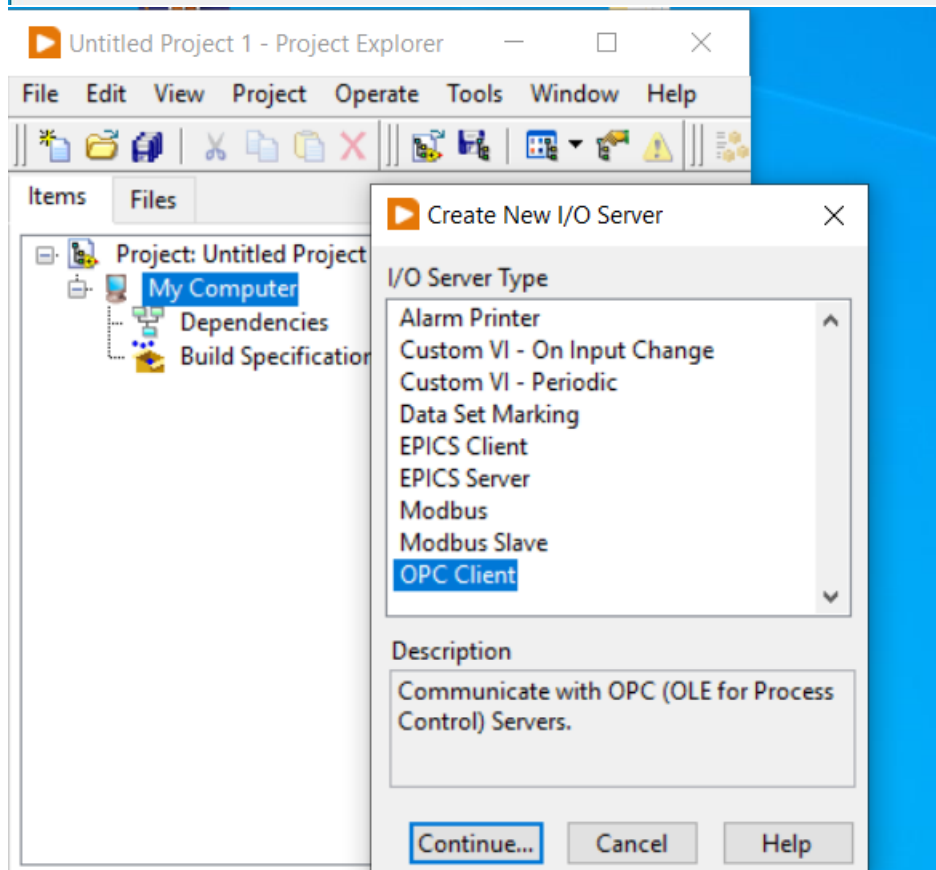 Untitled Project 1 - Project Explorer
File Edit View Project Operate Tools Window Help
Items Files
Project: Untitled Project
My Computer
Dependencies
Build Specification
Create New I/O Server
I/O Server Type
Alarm Printer
Custom VI - On Input Change
Custom VI - Periodic
Data Set Marking
EPICS Client
EPICS Server
Modbus
Modbus Slave
OPC Client
Description
Communicate with OPC (OLE for Process
Control) Servers.
Continue... Cancel Help